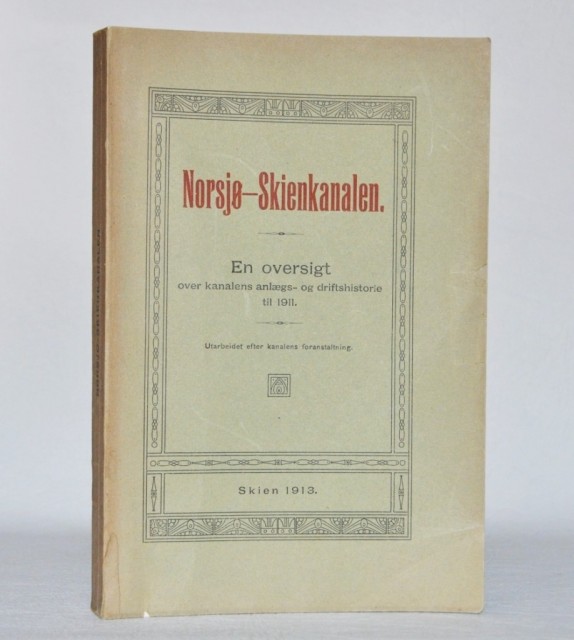 Norsjø—Skienkanalen.
En oversigt
over kanalens anlægs- og driftshistorie
til 1911.
Utarbeidet efter kanalens foranstaltning.
Skien 1913.